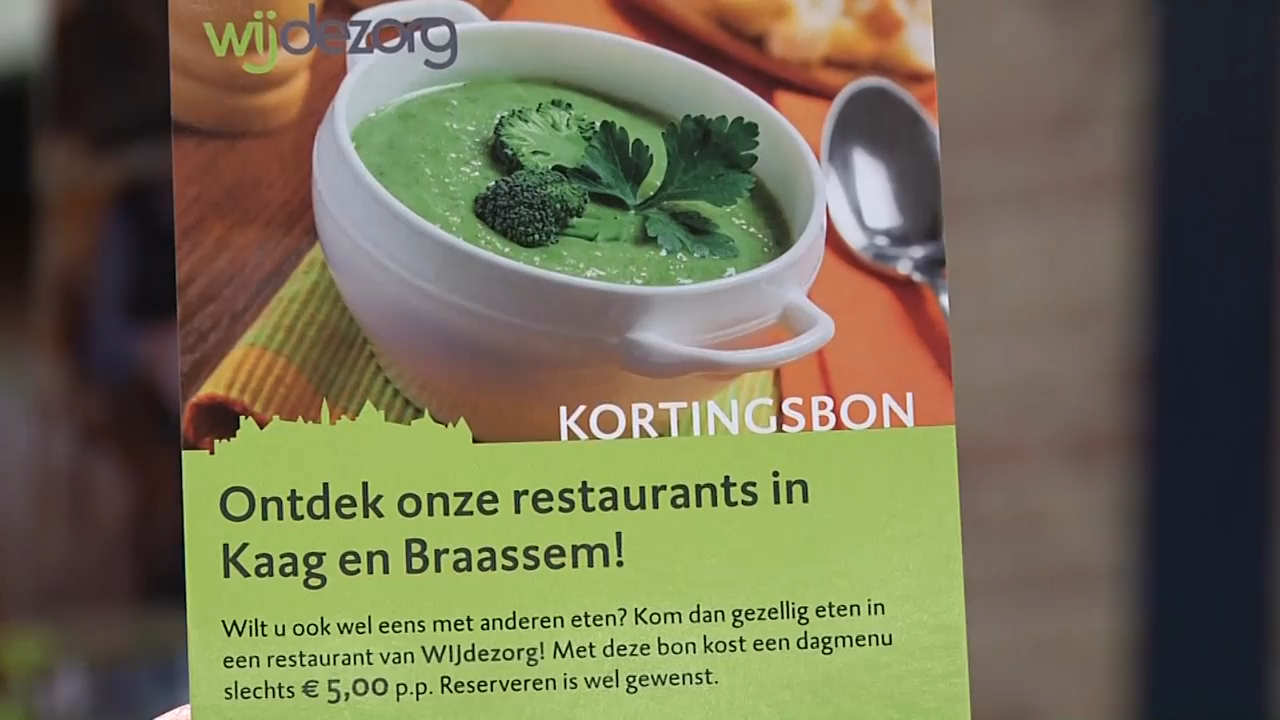 wijdezorg
KORTINGSBON
Ontdek onze restaurants in
Kaag en Braassem!
Wilt u ook wel eens met anderen eten? Kom dan gezellig eten in
een restaurant van WIJdezorg! Met deze bon kost een dagmenu
slechts € 5,00 p.p. Reserveren is wel gewenst.